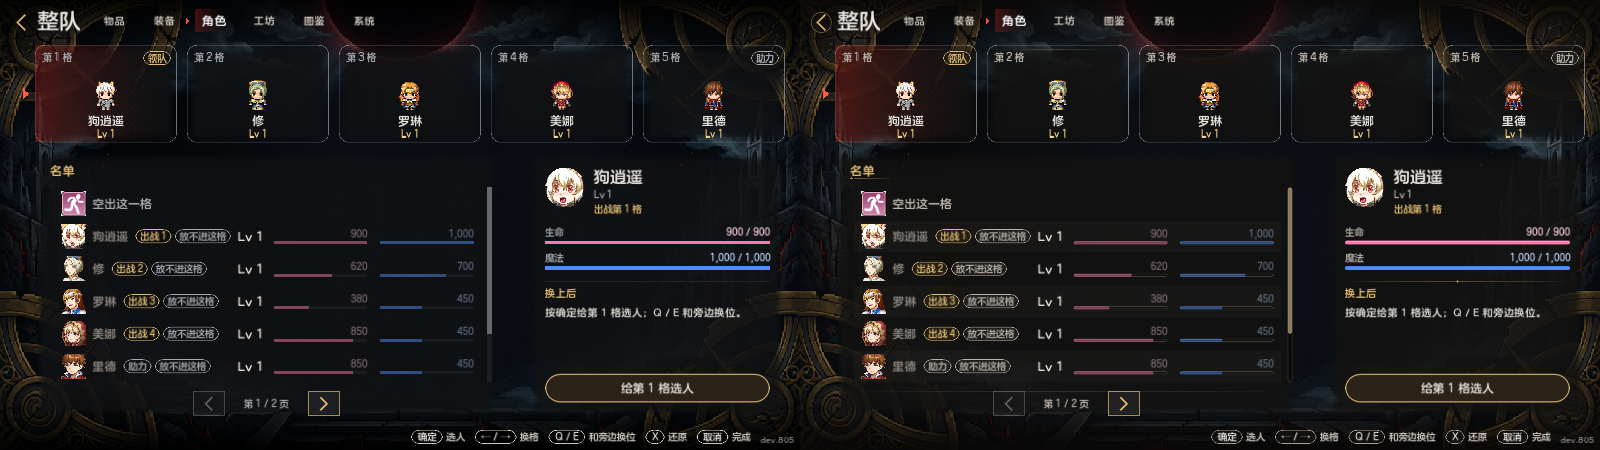 整队 物品 装备 角色 工坊 图鉴 系统
第1格 领队 第2格 第3格 第4格 第5格 助力
狗逍遥 修 罗琳 美娜 里德
Lv 1 Lv 1 Lv 1 Lv 1 Lv 1
名单
空出这一格
狗逍遥 出战1 放不进这格 Lv 1 900 1,000
修 出战2 放不进这格 Lv 1 620 700
罗琳 出战3 放不进这格 Lv 1 380 450
美娜 出战4 放不进这格 Lv 1 850 450
里德 助力 放不进这格 Lv 1 850 450
第1/2页
狗逍遥
Lv 1
出战第1格
生命 900 / 900
魔法 1,000 / 1,000
换上后
按确定给第 1 格选人；Q / E 和旁边换位。
给第 1 格选人
确定 选人 ←/→ 换格 Q/E 和旁边换位 X 还原 取消 完成 dev.805
整队 物品 装备 角色 工坊 图鉴 系统
第1格 领队 第2格 第3格 第4格 第5格 助力
狗逍遥 修 罗琳 美娜 里德
Lv 1 Lv 1 Lv 1 Lv 1 Lv 1
名单
空出这一格
狗逍遥 出战1 放不进这格 Lv 1 900 1,000
修 出战2 放不进这格 Lv 1 620 700
罗琳 出战3 放不进这格 Lv 1 380 450
美娜 出战4 放不进这格 Lv 1 850 450
里德 助力 放不进这格 Lv 1 850 450
第1/2页
狗逍遥
Lv 1
出战第1格
生命 900 / 900
魔法 1,000 / 1,000
换上后
按确定给第 1 格选人；Q / E 和旁边换位。
给第 1 格选人
确定 选人 ←/→ 换格 Q/E 和旁边换位 X 还原 取消 完成 dev.805